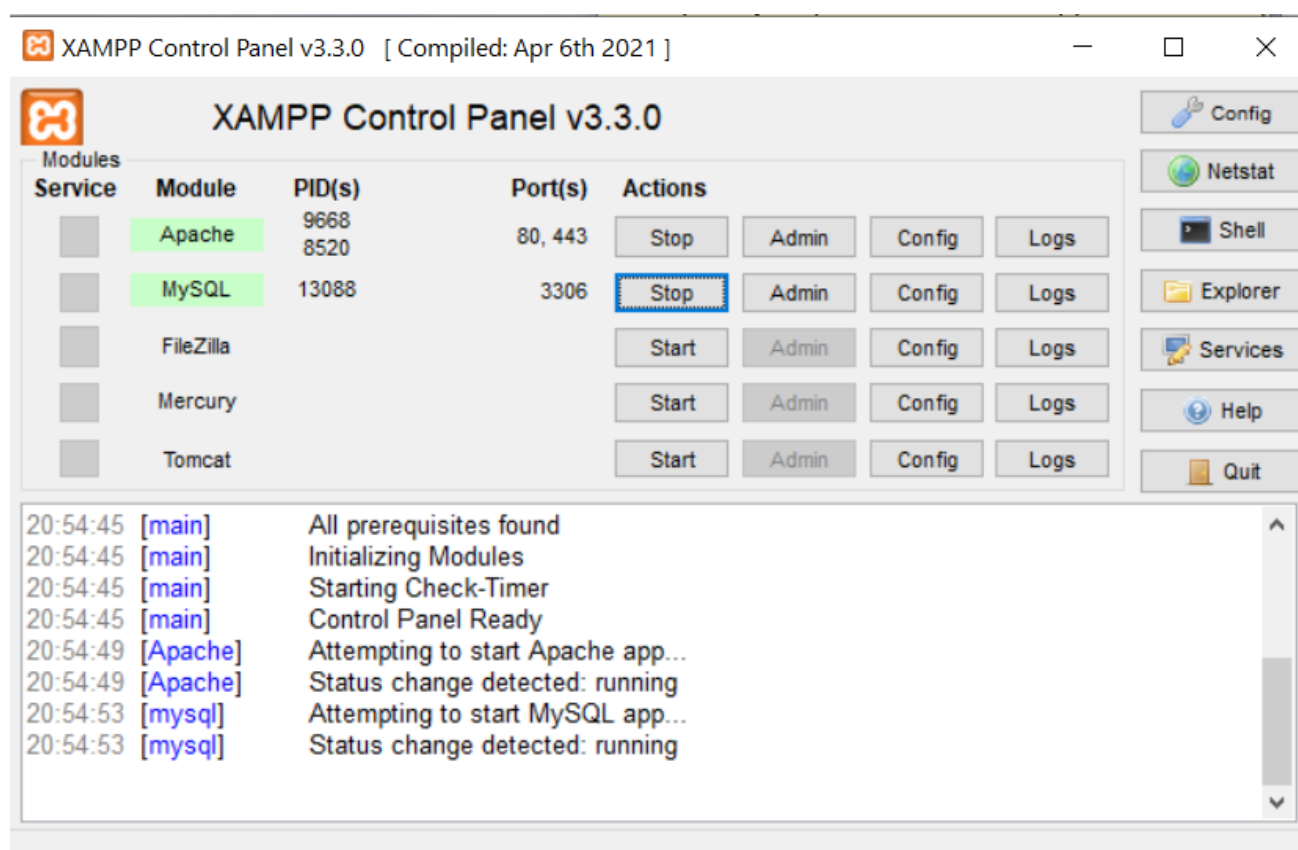 XAMPP Control Panel v3.3.0 [ Compiled: Apr 6th 2021 ]
XAMPP Control Panel v3.3.0
Config
Modules
Service Module PID(s) Port(s) Actions
Netstat
Apache 9668 8520 80, 443 Stop Admin Config Logs
Shell
MySQL 13088 3306 Stop Admin Config Logs
Explorer
FileZilla Start Admin Config Logs
Services
Mercury Start Admin Config Logs
Help
Tomcat Start Admin Config Logs
Quit
20:54:45 [main] All prerequisites found
20:54:45 [main] Initializing Modules
20:54:45 [main] Starting Check-Timer
20:54:45 [main] Control Panel Ready
20:54:49 [Apache] Attempting to start Apache app...
20:54:49 [Apache] Status change detected: running
20:54:53 [mysql] Attempting to start MySQL app...
20:54:53 [mysql] Status change detected: running